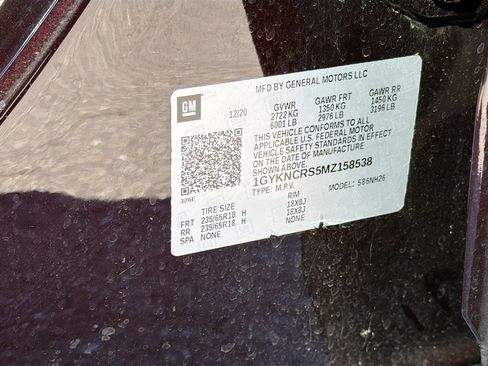 MFD BY GENERAL MOTORS LLC
GM
12/20
GVWR GAWR FRT GAWR RR
2722 KG 1350 KG 1450 KG
6001 LB 2976 LB 3196 LB
THIS VEHICLE CONFORMS TO ALL
APPLICABLE U.S. FEDERAL MOTOR
VEHICLE SAFETY STANDARDS IN EFFECT
ON THE DATE OF MANUFACTURE
SHOWN ABOVE.
1GYKNCRS5MZ158538
TYPE: M.P.V. MODEL: 586NH26
326E
TIRE SIZE RIM
FRT 235/65R18 H 18X8J
RR 235/65R18 H 18X8J
SPA NONE NONE